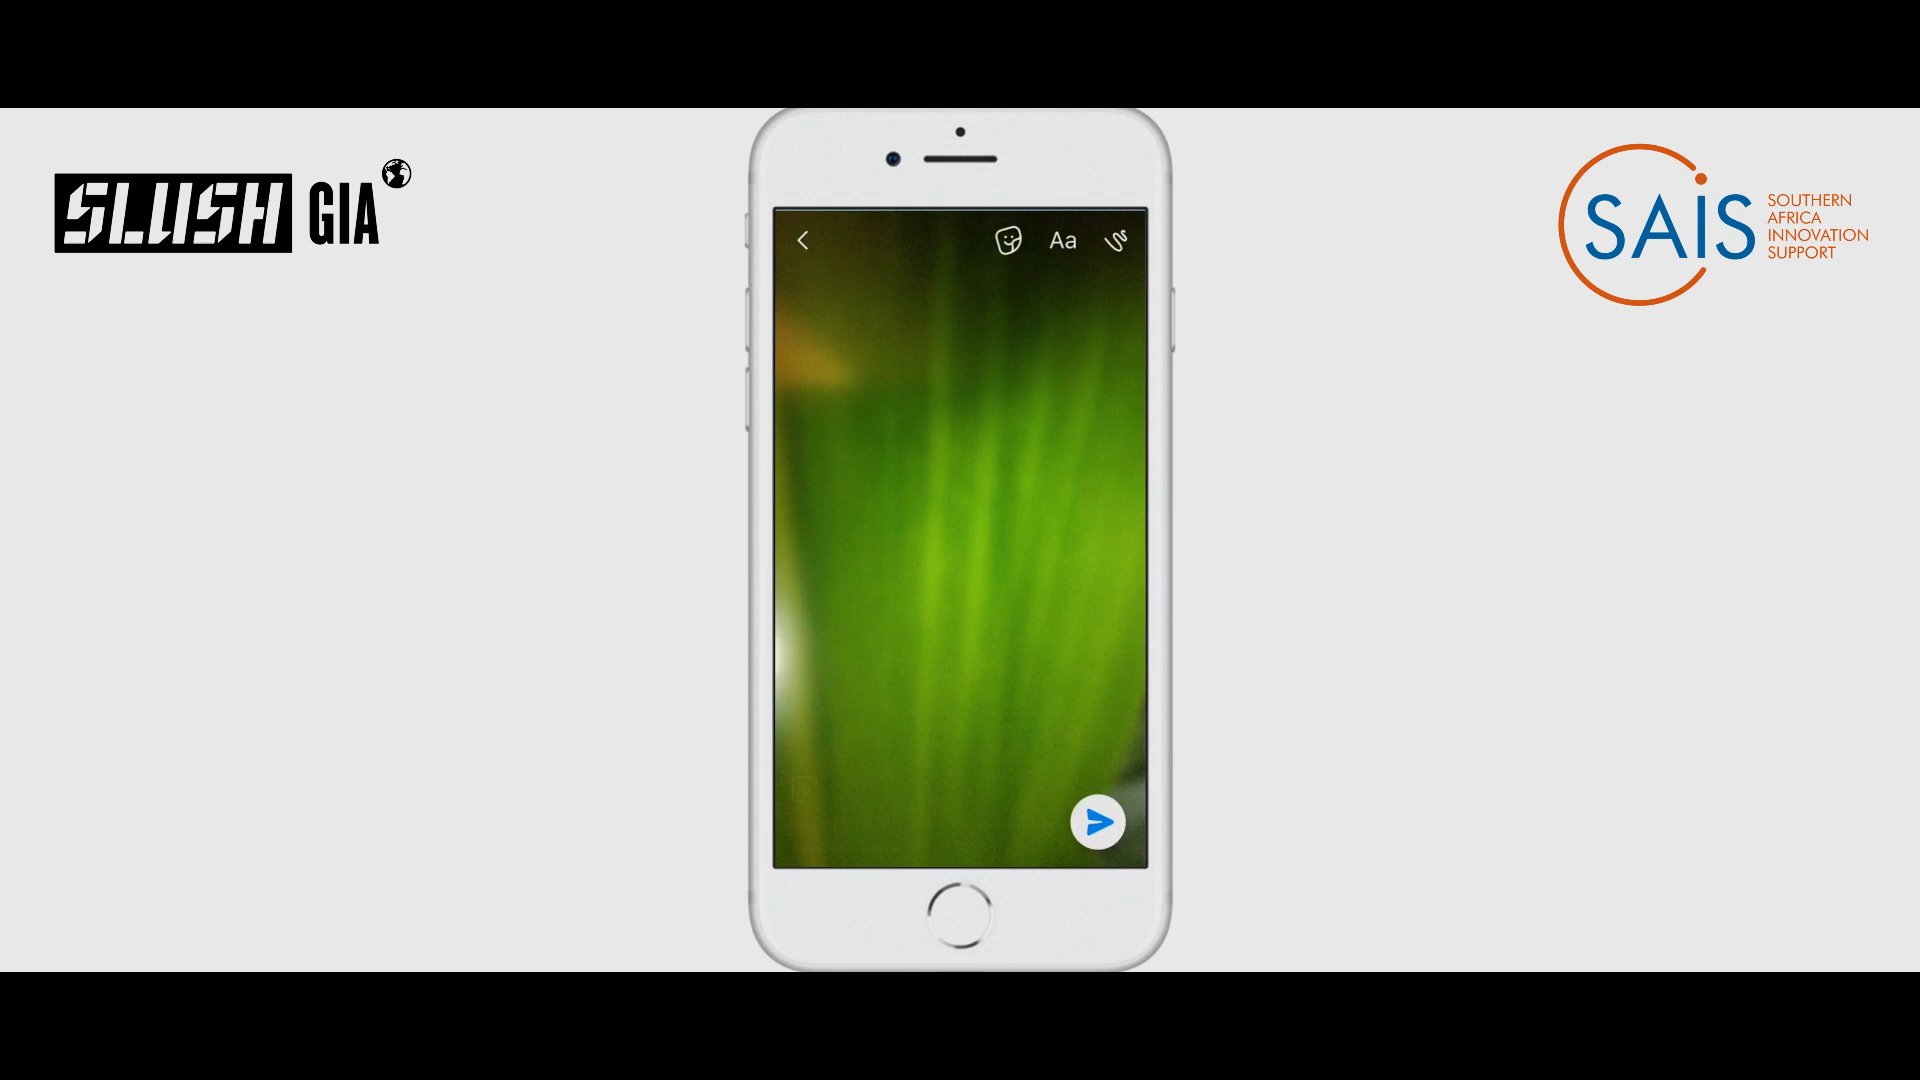 SLUSH GIA
Aa
SAiS
SOUTHERN
AFRICA
INNOVATION
SUPPORT